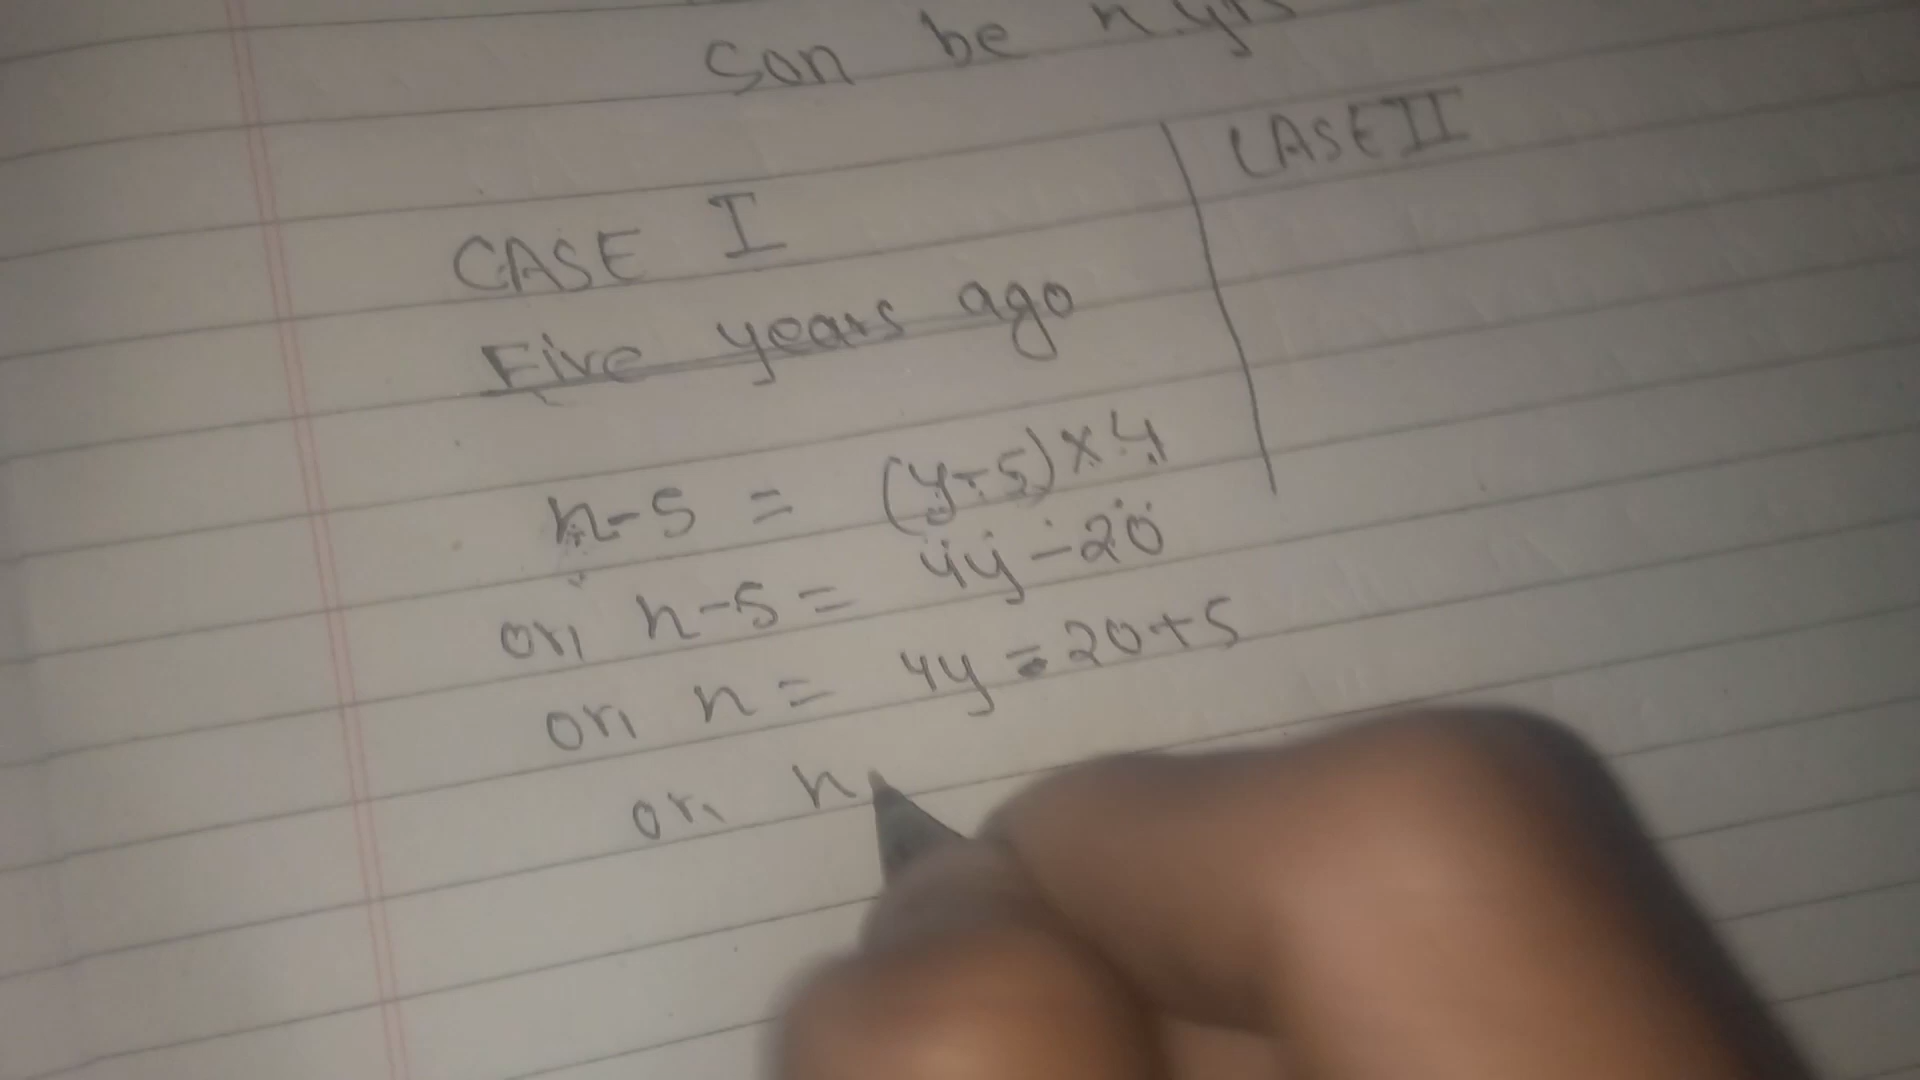 Son be n yrs
CASE I
CASE II
Five years ago
n-5 = (y-5)×4
or, n-5 = 4y-20
or, n = 4y-20+5
or, n